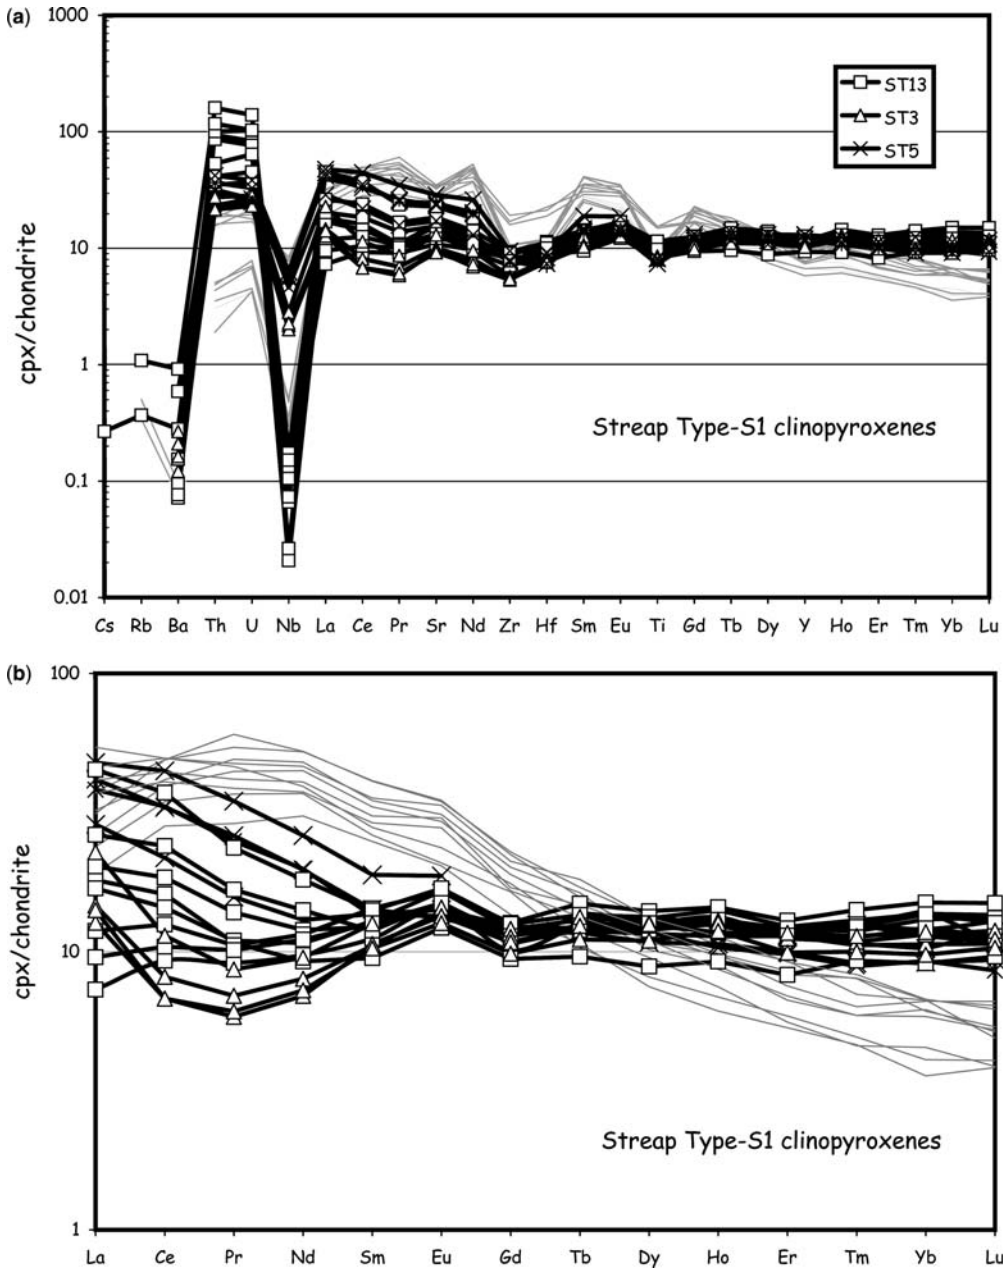 (a)
1000
100
10
1
0.1
0.01
cpx/chondrite
ST13
ST3
ST5
Streap Type-S1 clinopyroxenes
Cs Rb Ba Th U Nb La Ce Pr Sr Nd Zr Hf Sm Eu Ti Gd Tb Dy Y Ho Er Tm Yb Lu
(b)
100
10
1
cpx/chondrite
Streap Type-S1 clinopyroxenes
La Ce Pr Nd Sm Eu Gd Tb Dy Ho Er Tm Yb Lu